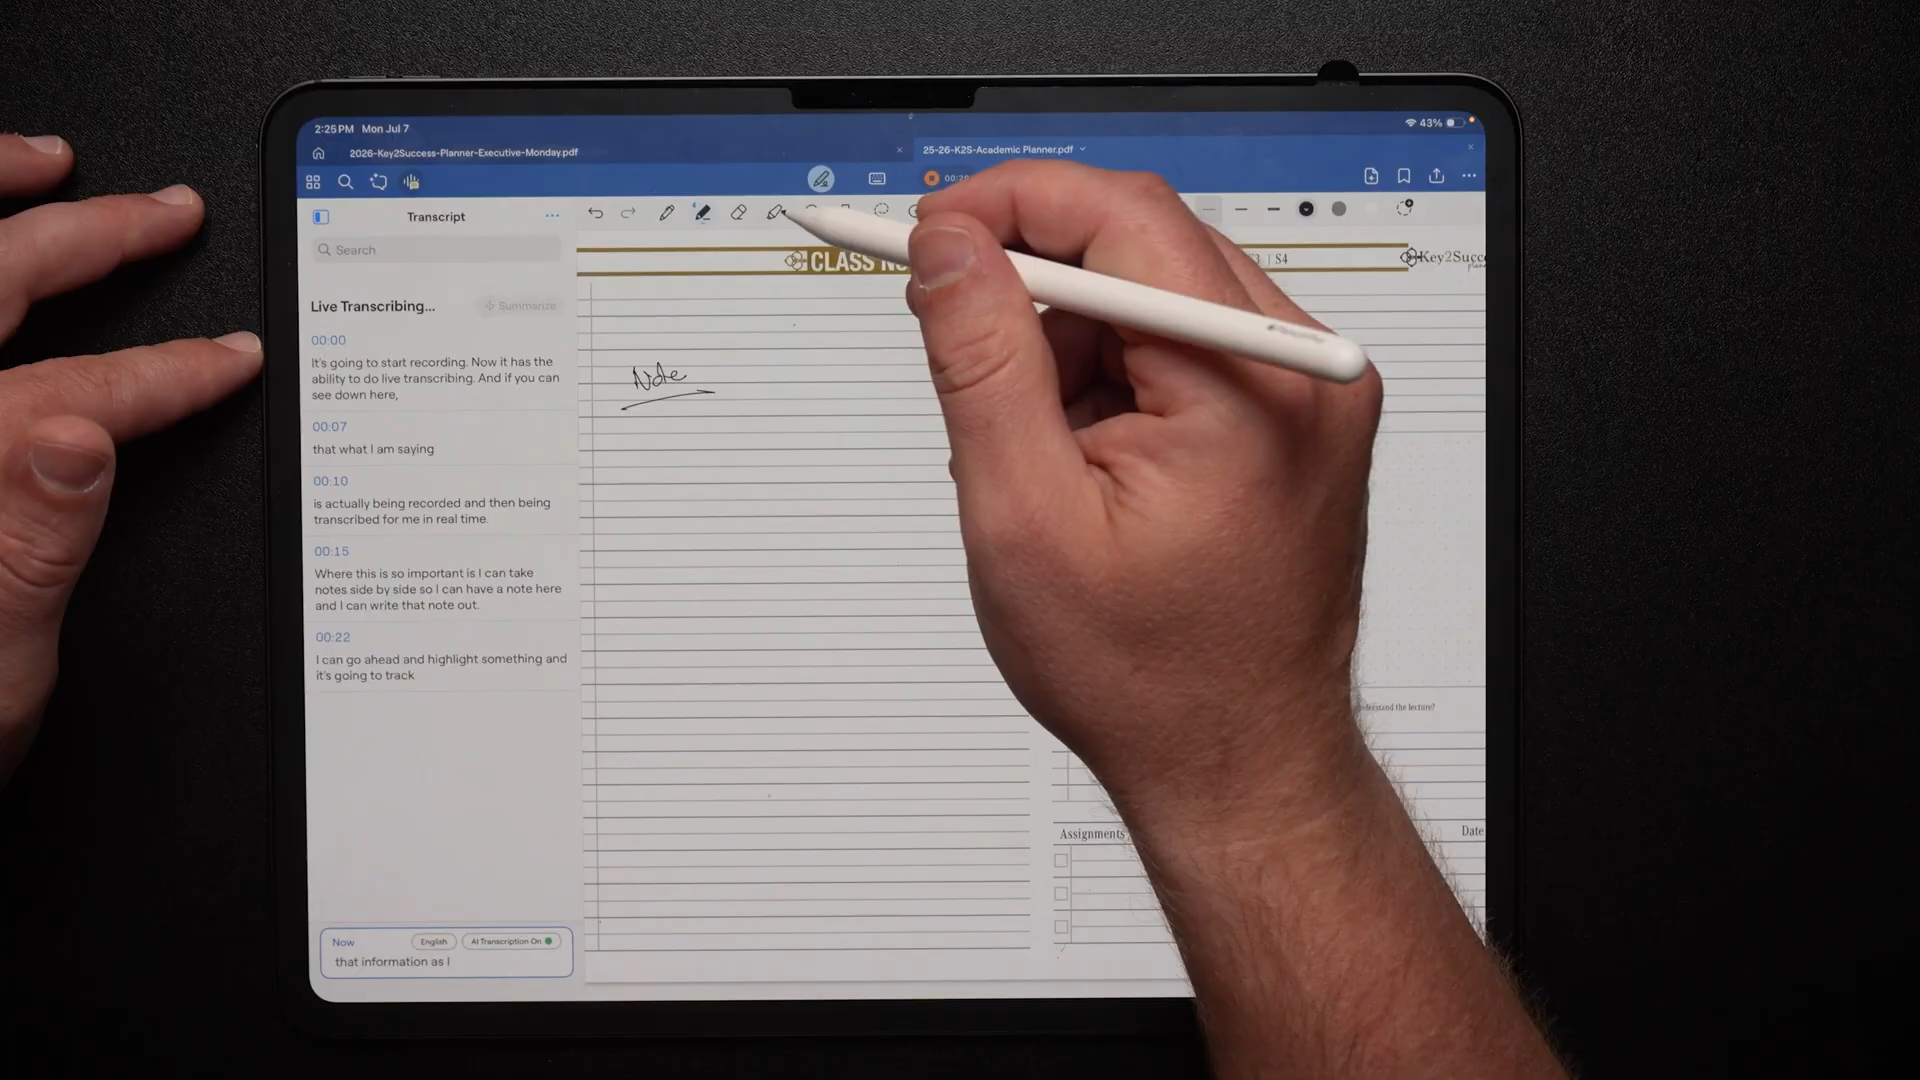 2:25 PM Mon Jul 7
43%
2026-Key2Success-Planner-Executive-Monday.pdf
25-26-K2S-Academic Planner.pdf
Transcript
Search
Live Transcribing...
Summarize
00:00
It's going to start recording. Now it has the
ability to do live transcribing. And if you can
see down here,
00:07
that what I am saying
00:10
is actually being recorded and then being
transcribed for me in real time.
00:15
Where this is so important is I can take
notes side by side so I can have a note here
and I can write that note out.
00:22
I can go ahead and highlight something and
it's going to track
Now
English
AI Transcription On
that information as I
CLASS
| S4
Key2Succ
Note
understand the lecture?
Assignments
Date